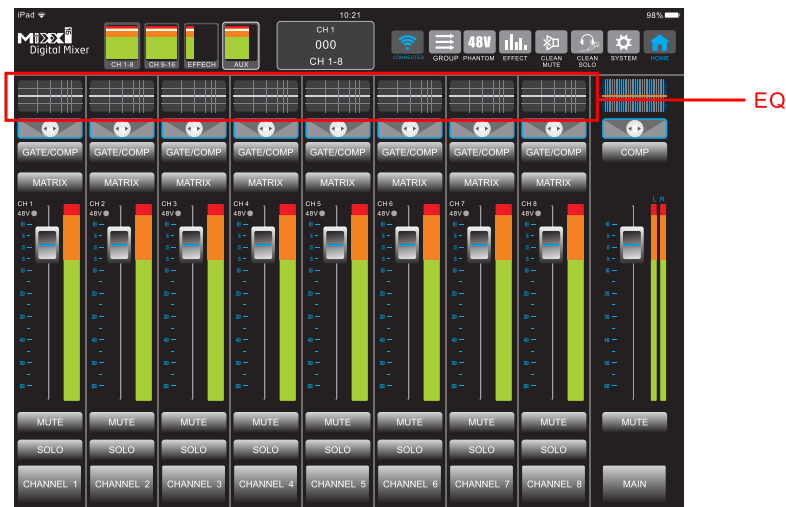 iPad 10:21 98%
MiXXX
Digital Mixer
CH 1-8 CH 9-16 EFFECH AUX
CH 1
000
CH 1-8
48V
CONNECTED GROUP PHANTOM EFFECT CLEAN MUTE CLEAN SOLO SYSTEM HOME
EQ
GATE/COMP GATE/COMP GATE/COMP GATE/COMP GATE/COMP GATE/COMP GATE/COMP GATE/COMP COMP
MATRIX MATRIX MATRIX MATRIX MATRIX MATRIX MATRIX MATRIX
CH 1 CH 2 CH 3 CH 4 CH 5 CH 6 CH 7 CH 8 L R
48V 48V 48V 48V 48V 48V 48V 48V
MUTE MUTE MUTE MUTE MUTE MUTE MUTE MUTE MUTE
SOLO SOLO SOLO SOLO SOLO SOLO SOLO SOLO
CHANNEL 1 CHANNEL 2 CHANNEL 3 CHANNEL 4 CHANNEL 5 CHANNEL 6 CHANNEL 7 CHANNEL 8 MAIN